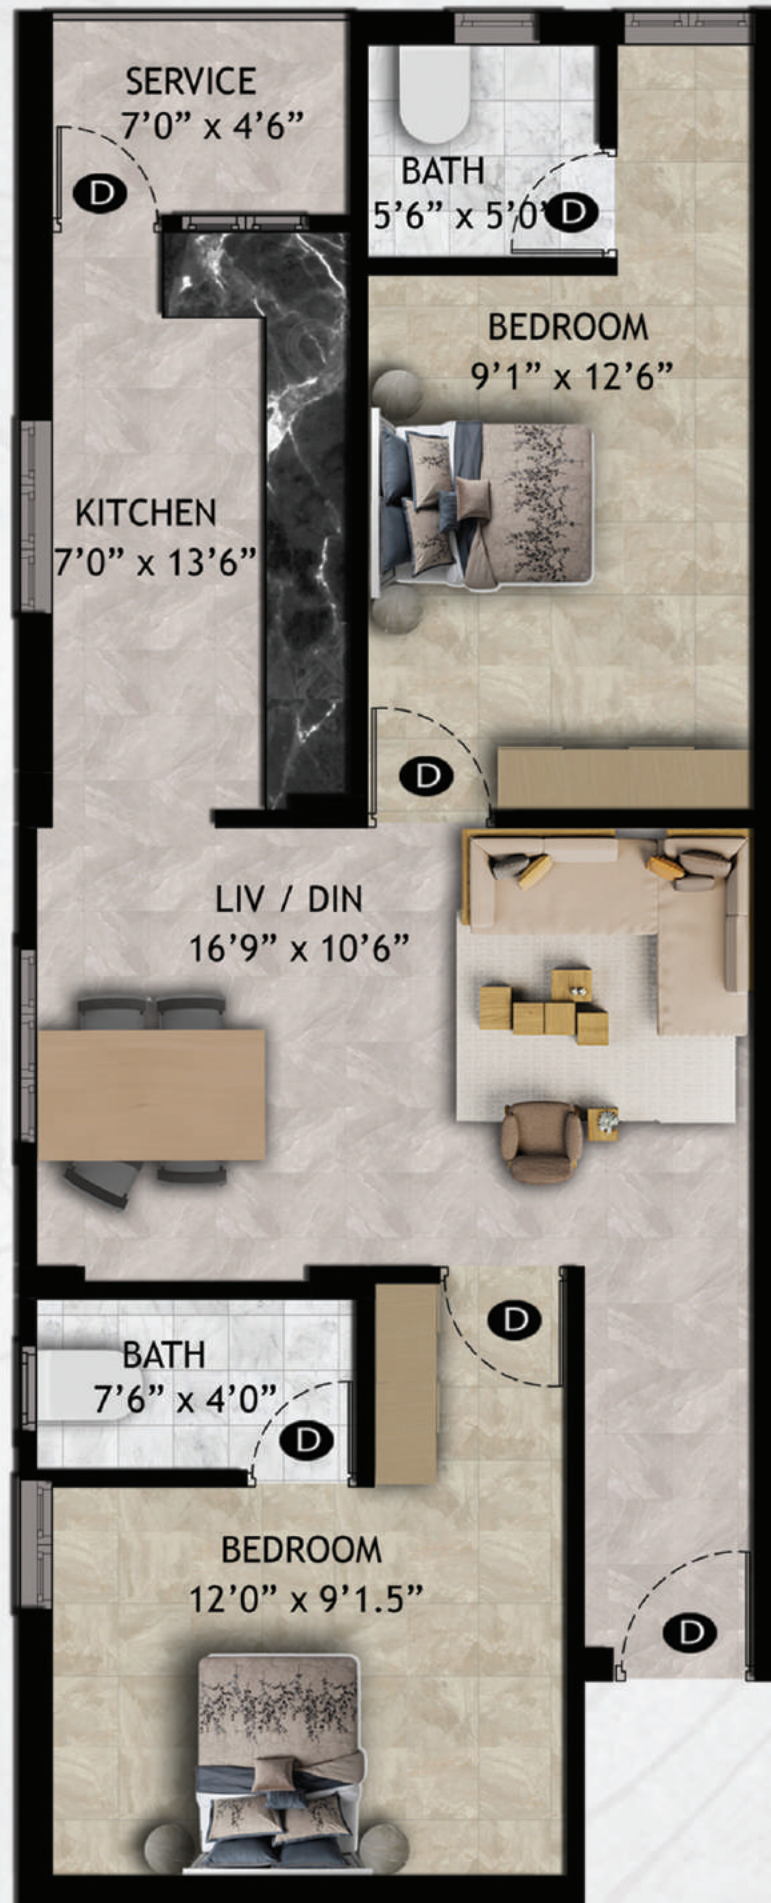 SERVICE
7'0” x 4'6”
D
BATH
5'6” x 5'0'
D
BEDROOM
9'1” x 12'6”
KITCHEN
7'0” x 13'6”
D
LIV / DIN
16'9” x 10'6”
D
BATH
7'6” x 4'0”
D
BEDROOM
12'0” x 9'1.5”
D